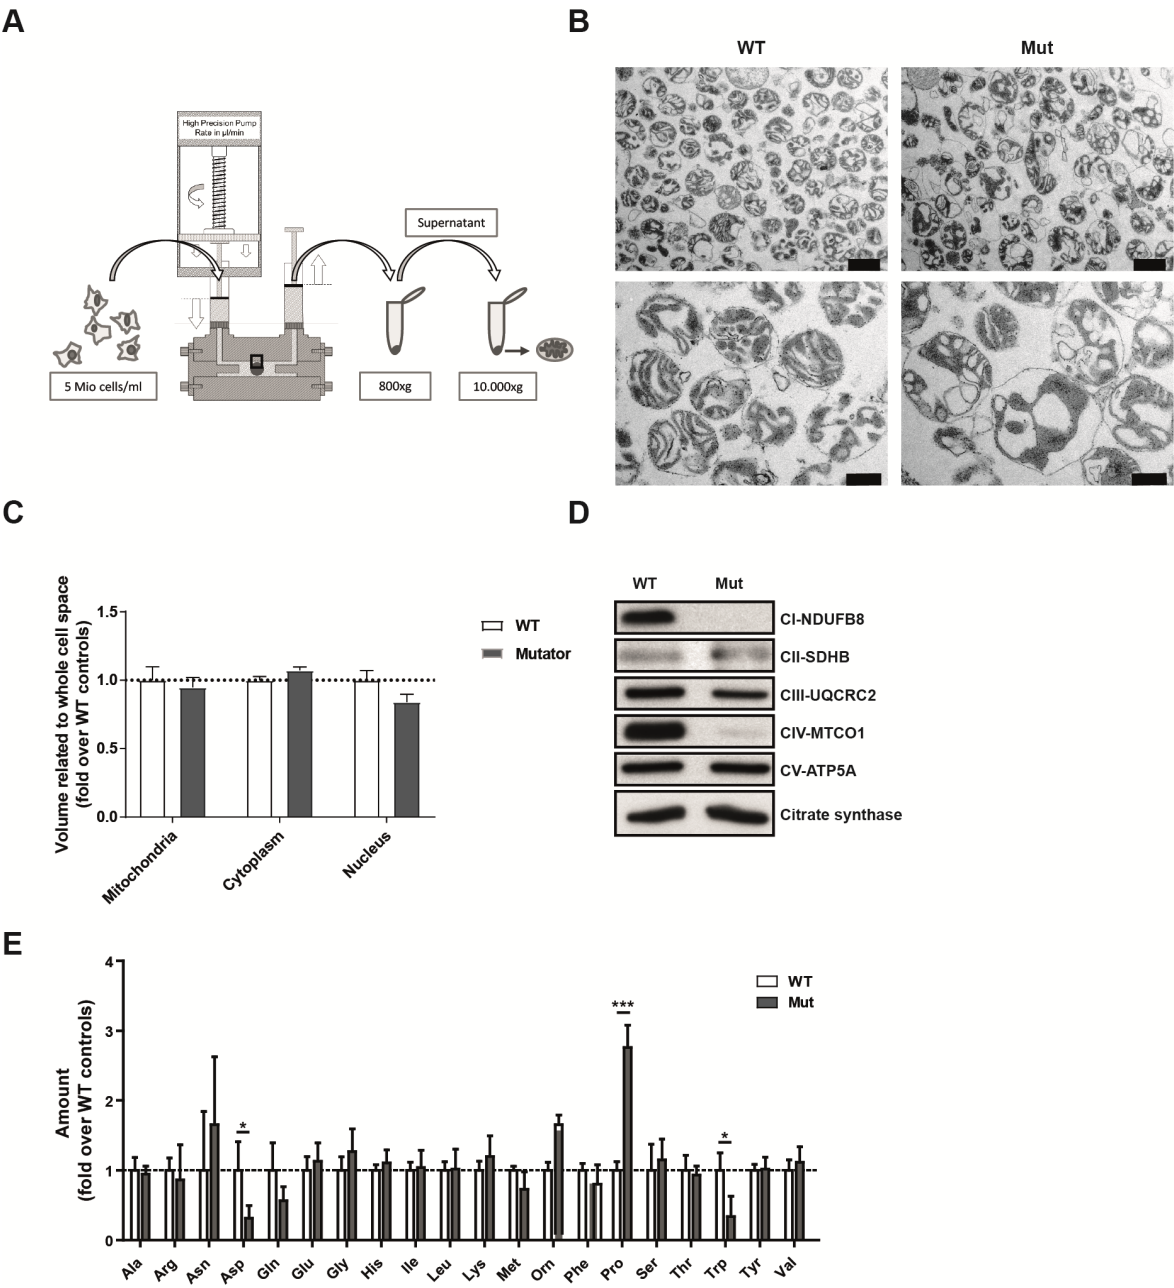 A
High Precision Pump
Rate in µl/min
Supernatant
5 Mio cells/ml
800xg
10.000xg
B
WT
Mut
C
Volume related to whole cell space
(fold over WT controls)
1.5
1.0
0.5
0.0
Mitochondria
Cytoplasm
Nucleus
WT
Mutator
D
WT
Mut
CI-NDUFB8
CII-SDHB
CIII-UQCRC2
CIV-MTCO1
CV-ATP5A
Citrate synthase
E
Amount
(fold over WT controls)
4
3
2
1
0
*
***
*
WT
Mut
Ala
Arg
Asn
Asp
Gln
Glu
Gly
His
Ile
Leu
Lys
Met
Orn
Phe
Pro
Ser
Thr
Trp
Tyr
Val